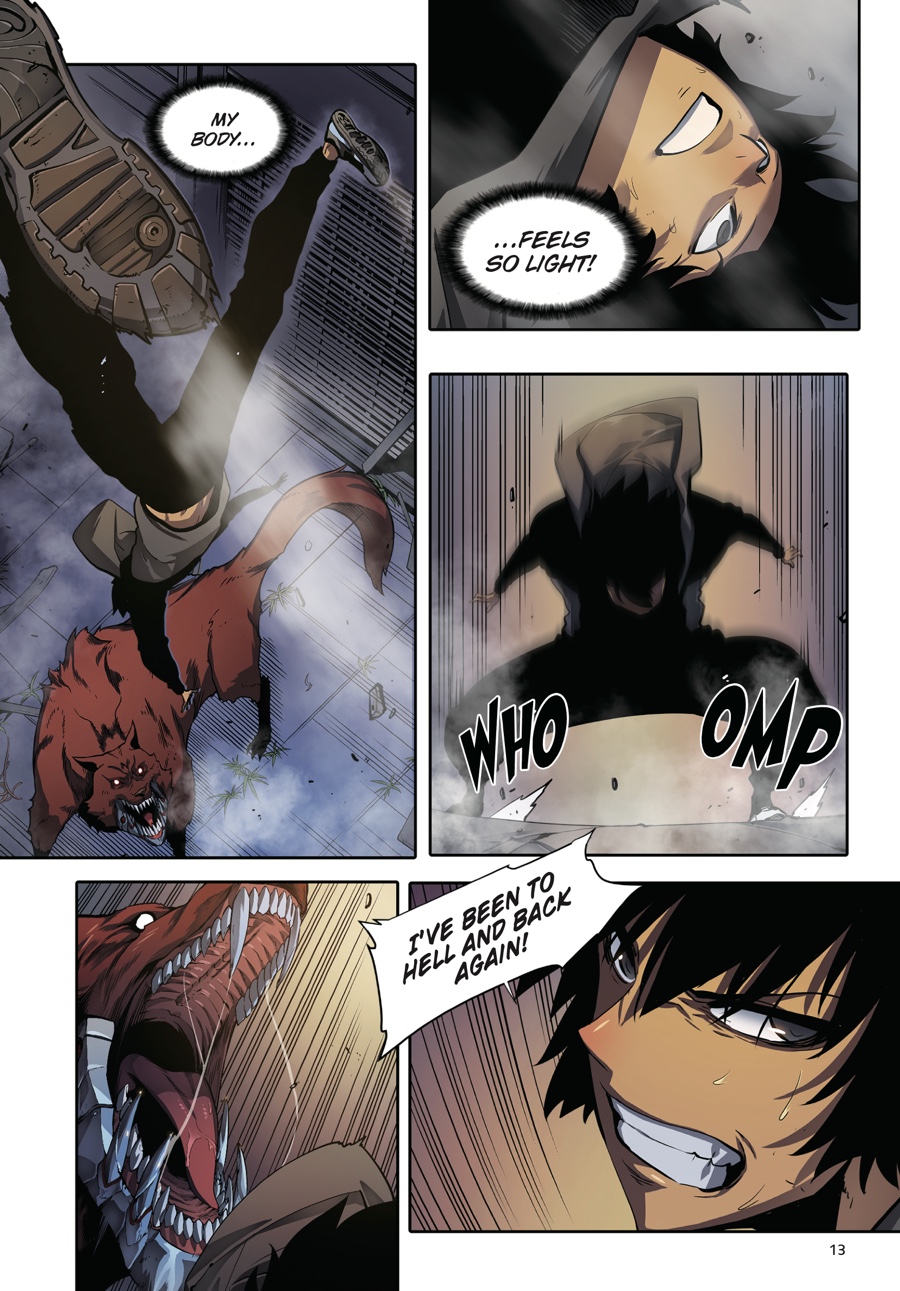 MY
BODY...
...FEELS
SO LIGHT!
WHO OMP
I'VE BEEN TO
HELL AND BACK
AGAIN!
13